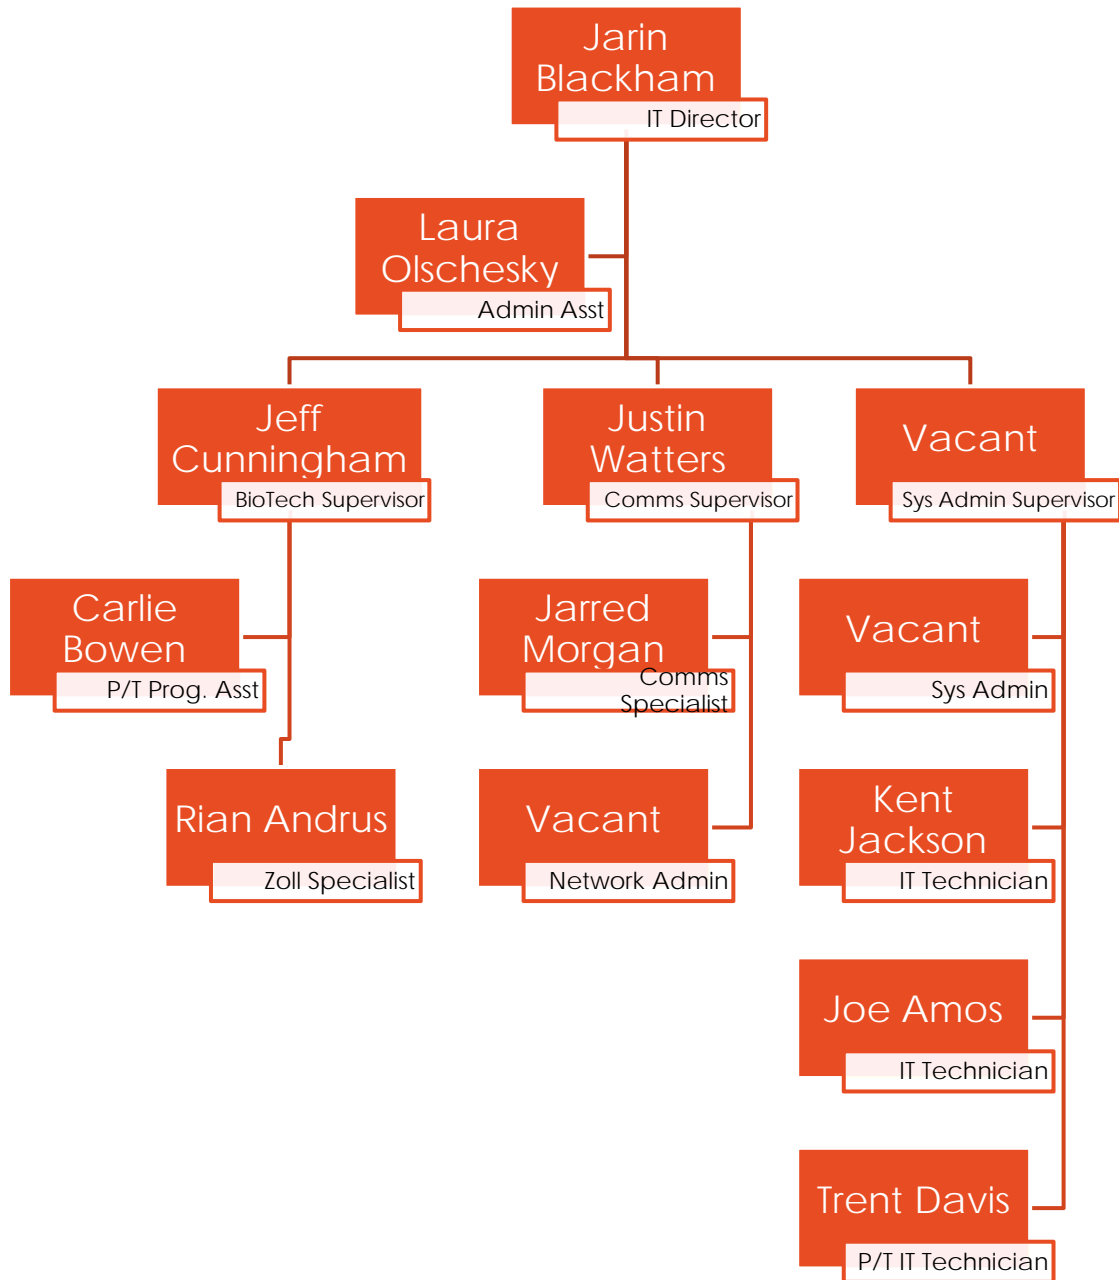 Jarin
Blackham
IT Director
Laura
Olschesky
Admin Asst
Jeff
Cunningham
BioTech Supervisor
Justin
Watters
Comms Supervisor
Vacant
Sys Admin Supervisor
Carlie
Bowen
P/T Prog. Asst
Jarred
Morgan
Comms
Specialist
Vacant
Sys Admin
Rian Andrus
Zoll Specialist
Vacant
Network Admin
Kent
Jackson
IT Technician
Joe Amos
IT Technician
Trent Davis
P/T IT Technician